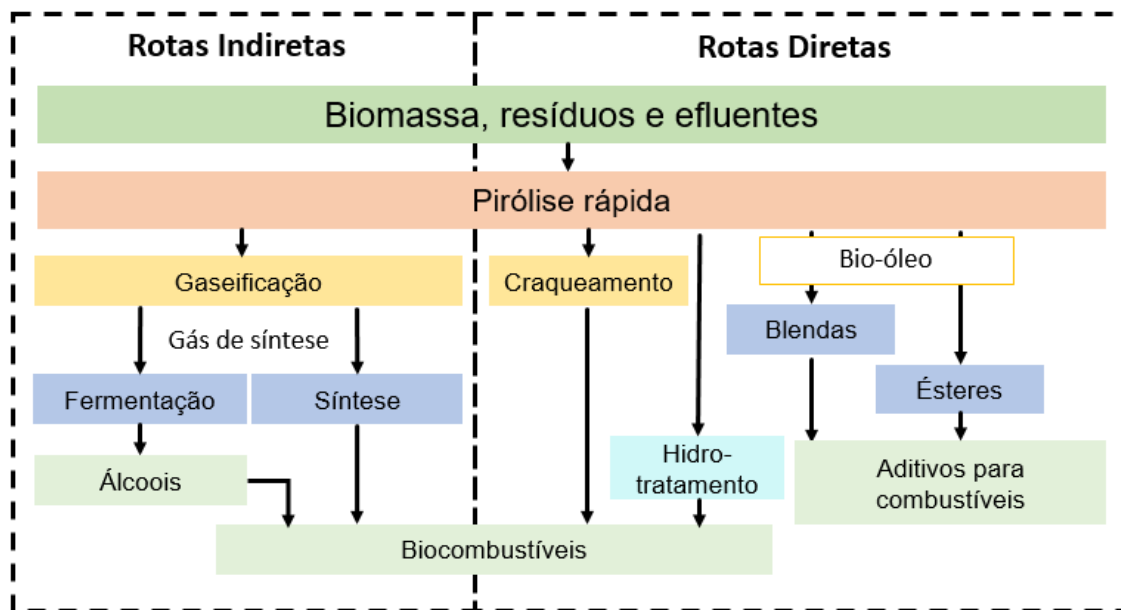 Rotas Indiretas
Rotas Diretas
Biomassa, resíduos e efluentes
Pirólise rápida
Gaseificação
Craqueamento
Bio-óleo
Gás de síntese
Blendas
Fermentação
Síntese
Ésteres
Álcoois
Hidro-
tratamento
Aditivos para
combustíveis
Biocombustíveis